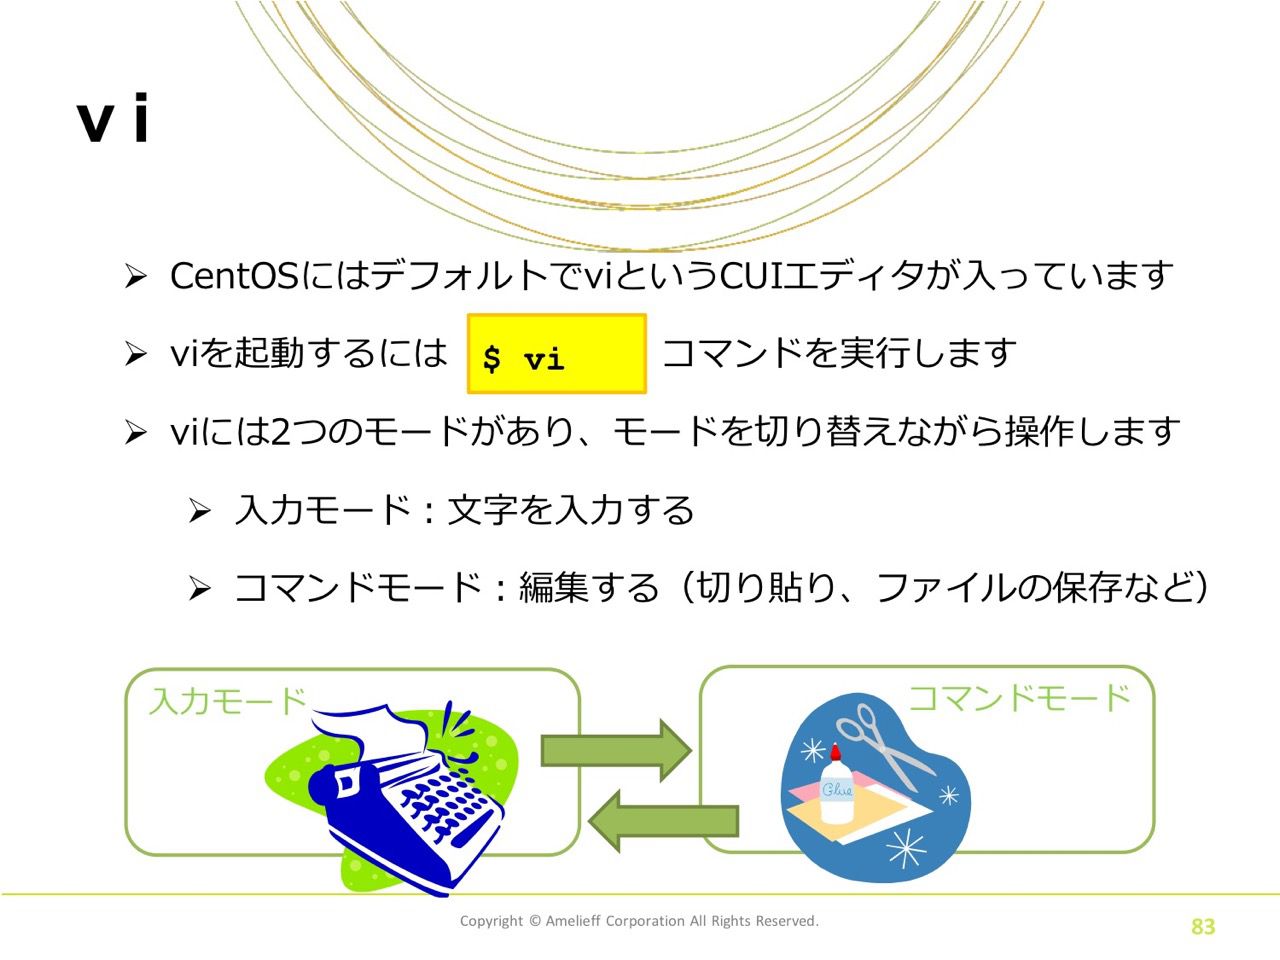 vi
CentOSにはデフォルトでviというCUIエディタが入っています
viを起動するには $ vi コマンドを実行します
viには2つのモードがあり、モードを切り替えながら操作します
入力モード：文字を入力する
コマンドモード：編集する（切り貼り、ファイルの保存など）
入力モード
コマンドモード
Glue
Copyright © Amelieff Corporation All Rights Reserved.
83